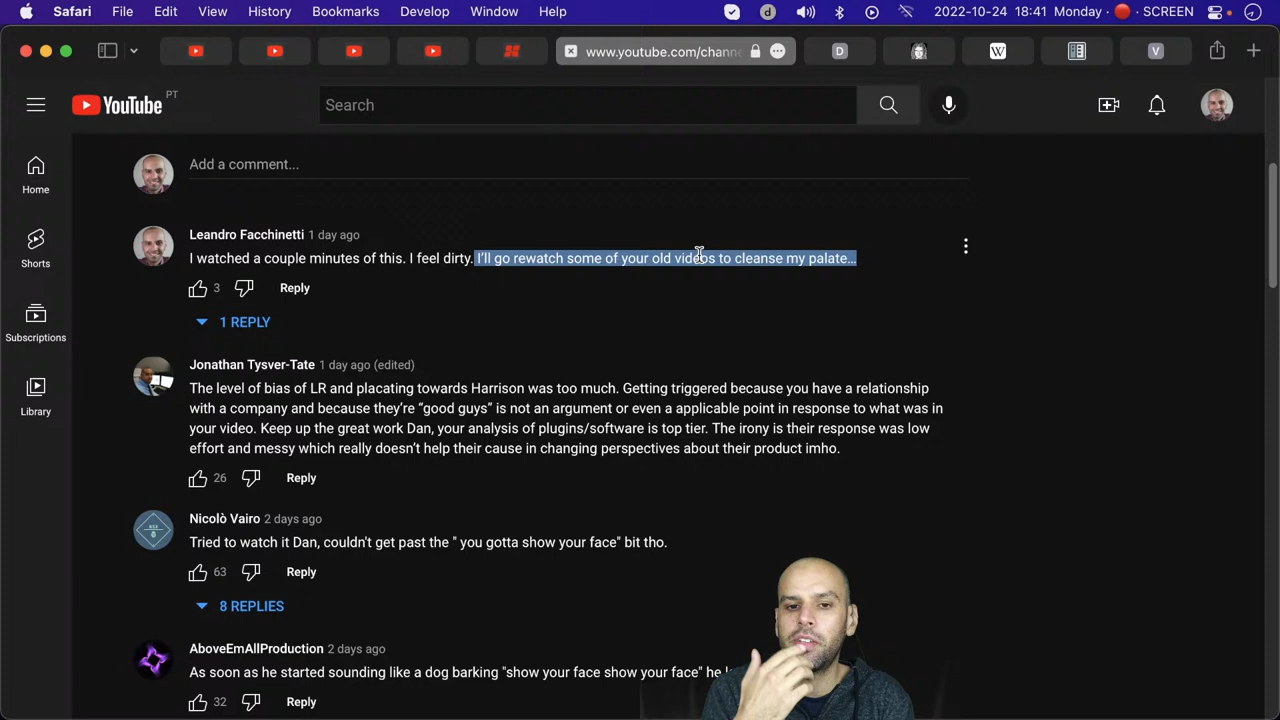 Safari File Edit View History Bookmarks Develop Window Help d 2022-10-24 18:41 Monday SCREEN
www.youtube.com/chann D W V
YouTube PT Search
Add a comment...
Home
Leandro Facchinetti 1 day ago
I watched a couple minutes of this. I feel dirty. I'll go rewatch some of your old videos to cleanse my palate…
Shorts
3 Reply
1 REPLY
Subscriptions
Jonathan Tysver-Tate 1 day ago (edited)
The level of bias of LR and placating towards Harrison was too much. Getting triggered because you have a relationship
with a company and because they're “good guys” is not an argument or even a applicable point in response to what was in
Library
your video. Keep up the great work Dan, your analysis of plugins/software is top tier. The irony is their response was low
effort and messy which really doesn't help their cause in changing perspectives about their product imho.
26 Reply
Nicolò Vairo 2 days ago
Tried to watch it Dan, couldn't get past the " you gotta show your face" bit tho.
63 Reply
8 REPLIES
AboveEmAllProduction 2 days ago
As soon as he started sounding like a dog barking "show your face show your face" he
32 Reply